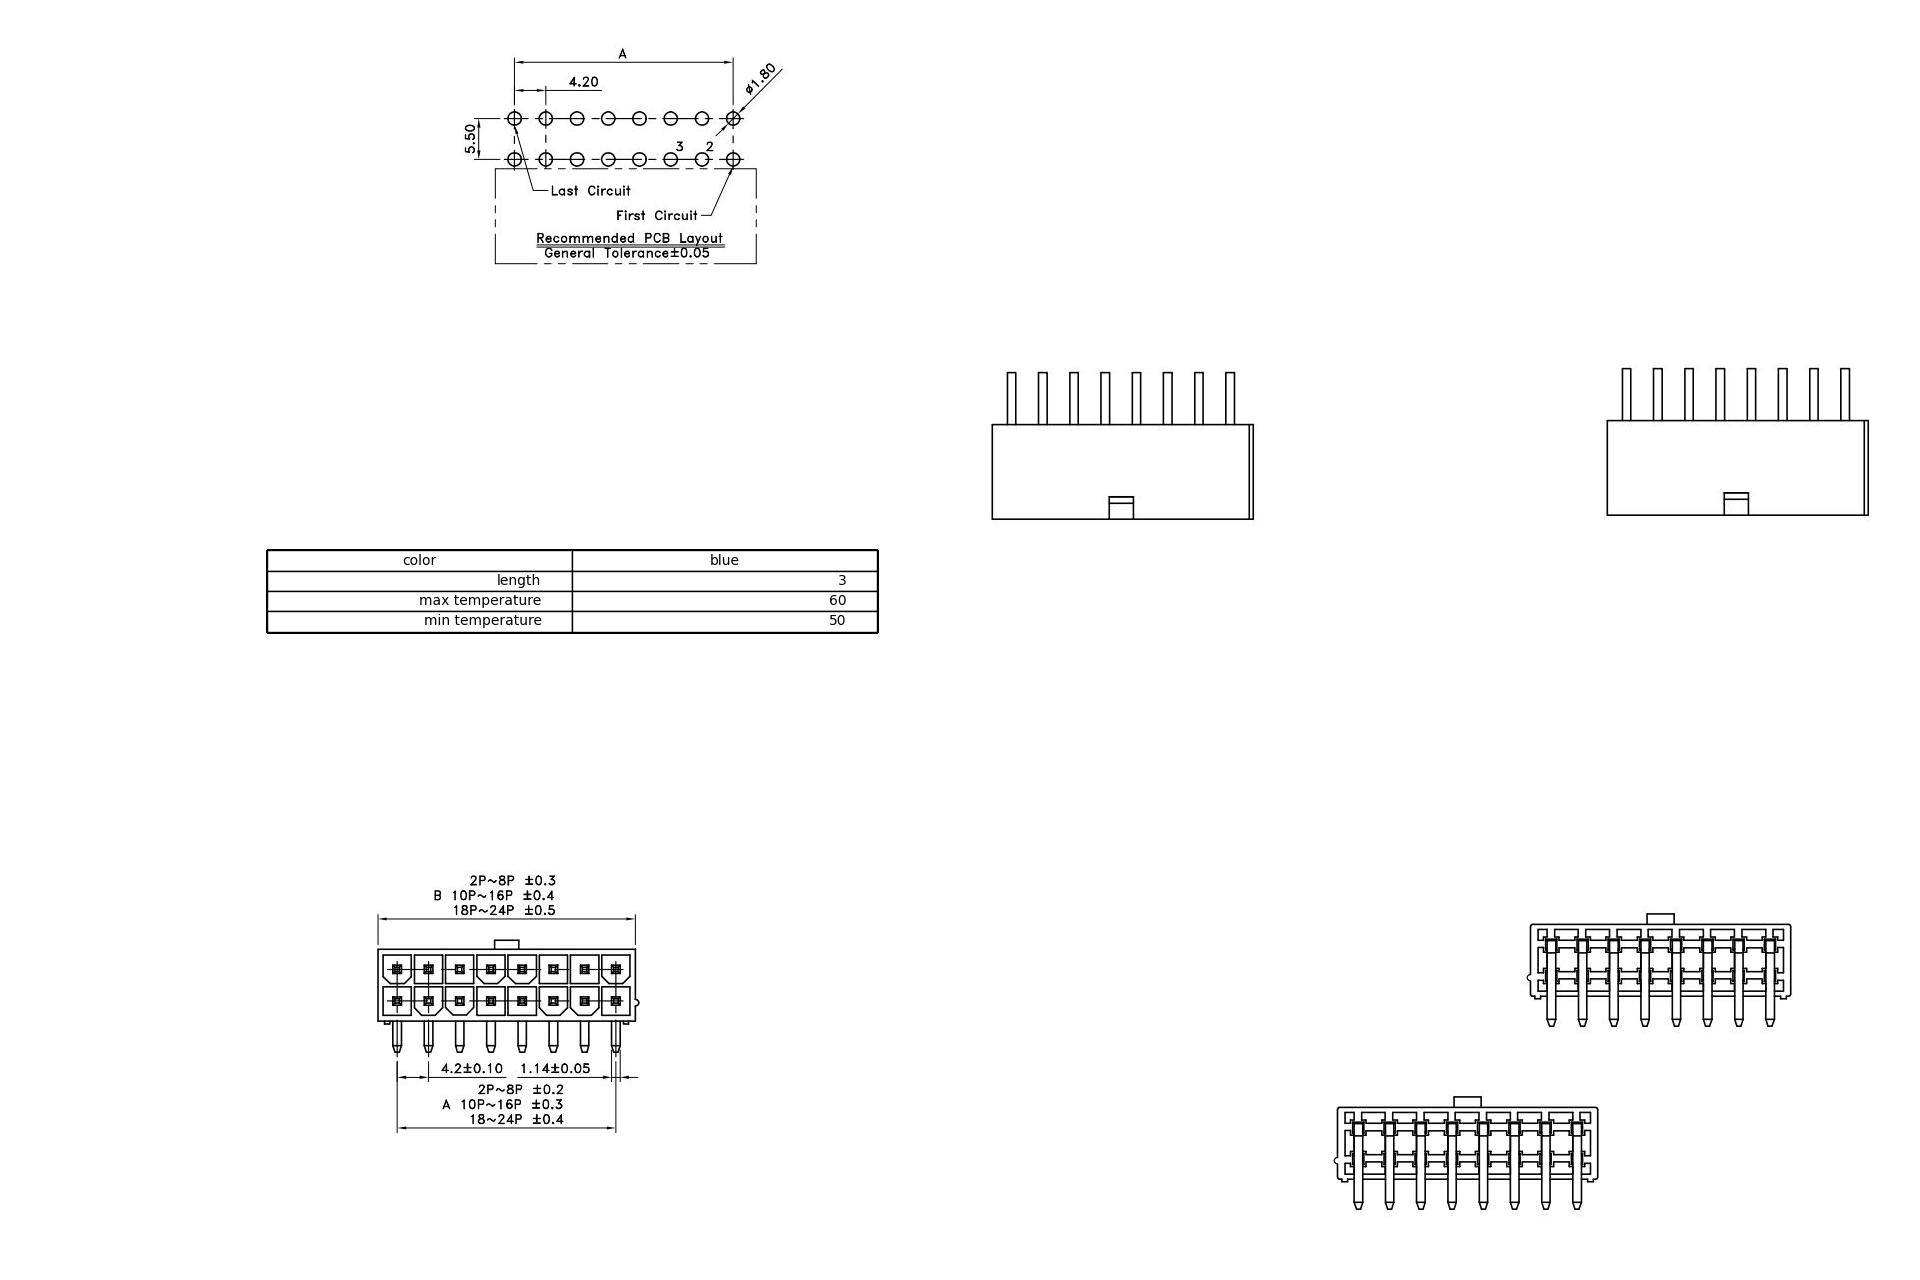 A
4.20
ø1.80
5.50
3 2
Last Circuit
First Circuit
Recommended PCB Layout
General Tolerance±0.05
color blue
length 3
max temperature 60
min temperature 50
2P~8P ±0.3
B 10P~16P ±0.4
18P~24P ±0.5
4.2±0.10 1.14±0.05
2P~8P ±0.2
A 10P~16P ±0.3
18~24P ±0.4